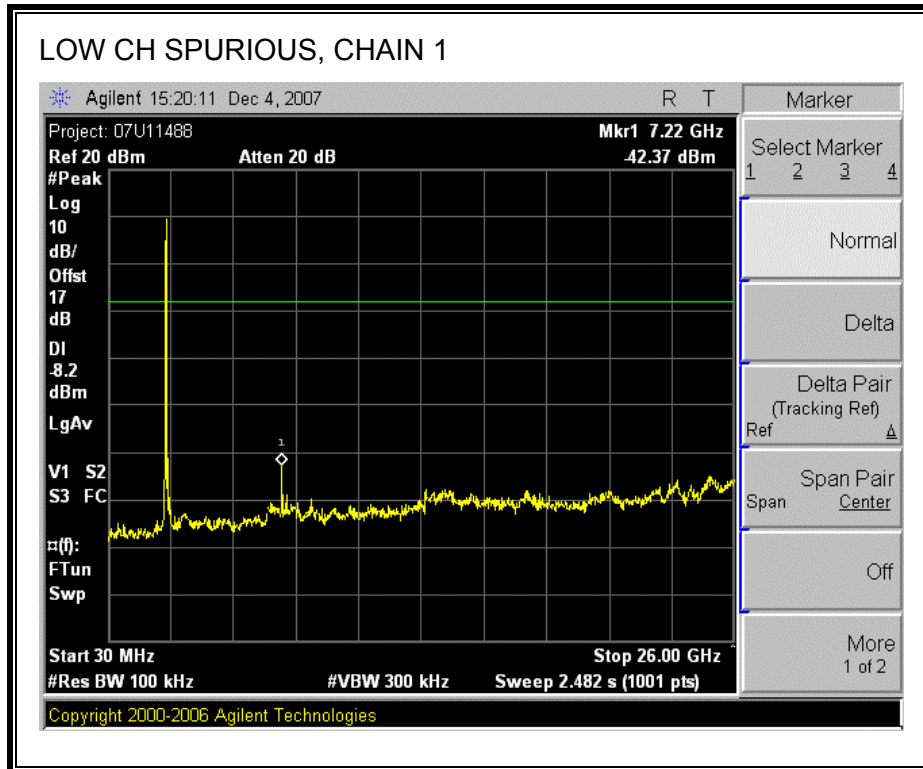 LOW CH SPURIOUS, CHAIN 1
Agilent 15:20:11 Dec 4, 2007
R T
Marker
Project: 07U11488
Mkr1 7.22 GHz
Ref 20 dBm
Atten 20 dB
-42.37 dBm
#Peak
Log
10
dB/
Offst
17
dB
DI
-8.2
dBm
LgAv
V1 S2
S3 FC
¤(f):
FTun
Swp
1
Start 30 MHz
Stop 26.00 GHz ^
#Res BW 100 kHz
#VBW 300 kHz
Sweep 2.482 s (1001 pts)
Copyright 2000-2006 Agilent Technologies
Select Marker
1 2 3 4
Normal
Delta
Delta Pair
(Tracking Ref)
Ref Δ
Span Pair
Span Center
Off
More
1 of 2